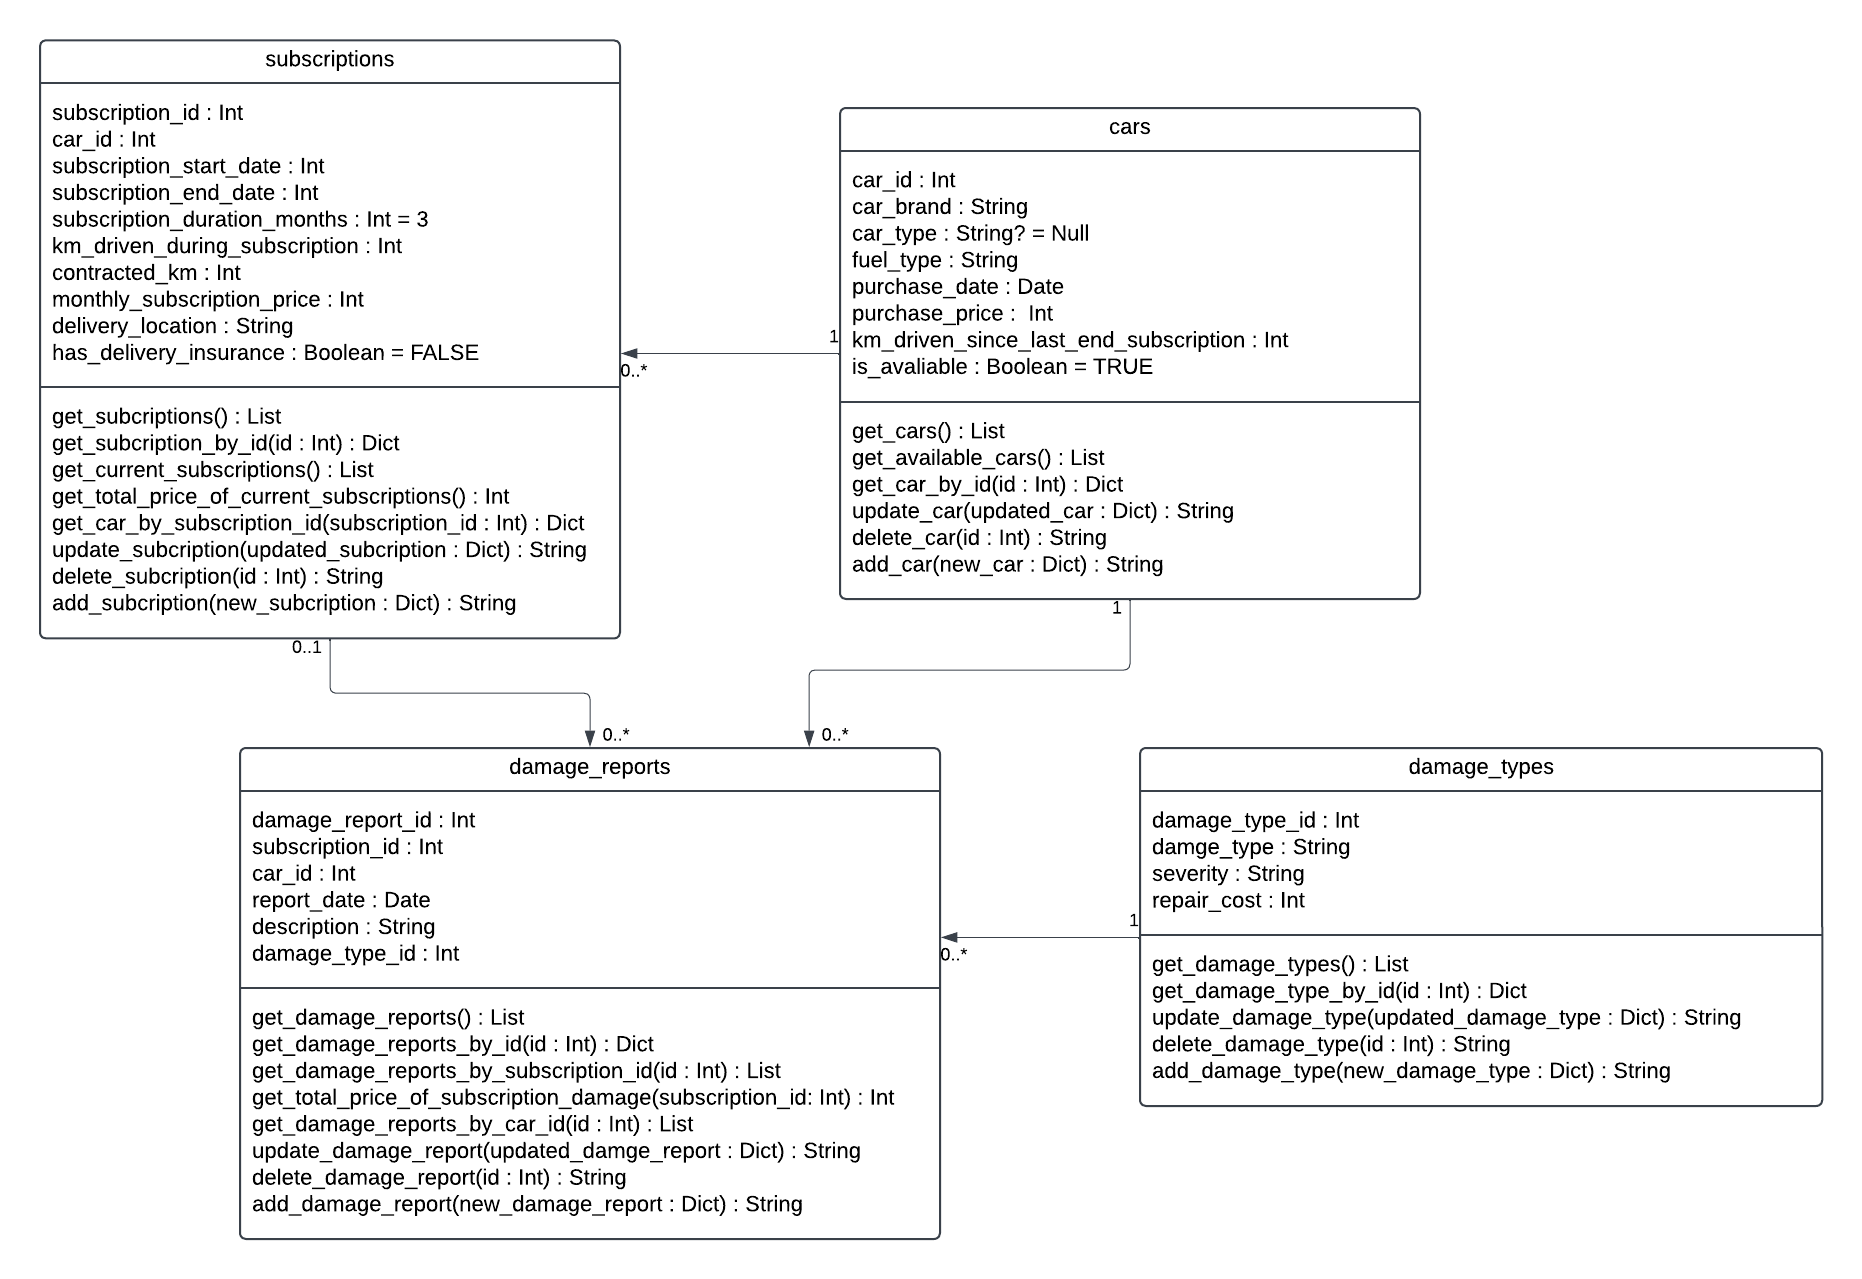 subscriptions
subscription_id : Int
car_id : Int
subscription_start_date : Int
subscription_end_date : Int
subscription_duration_months : Int = 3
km_driven_during_subscription : Int
contracted_km : Int
monthly_subscription_price : Int
delivery_location : String
has_delivery_insurance : Boolean = FALSE
get_subcriptions() : List
get_subcription_by_id(id : Int) : Dict
get_current_subscriptions() : List
get_total_price_of_current_subscriptions() : Int
get_car_by_subscription_id(subscription_id : Int) : Dict
update_subcription(updated_subcription : Dict) : String
delete_subcription(id : Int) : String
add_subcription(new_subcription : Dict) : String
1
0..*
cars
car_id : Int
car_brand : String
car_type : String? = Null
fuel_type : String
purchase_date : Date
purchase_price :  Int
km_driven_since_last_end_subscription : Int
is_avaliable : Boolean = TRUE
get_cars() : List
get_available_cars() : List
get_car_by_id(id : Int) : Dict
update_car(updated_car : Dict) : String
delete_car(id : Int) : String
add_car(new_car : Dict) : String
0..1
0..*
1
0..*
damage_reports
damage_report_id : Int
subscription_id : Int
car_id : Int
report_date : Date
description : String
damage_type_id : Int
get_damage_reports() : List
get_damage_reports_by_id(id : Int) : Dict
get_damage_reports_by_subscription_id(id : Int) : List
get_total_price_of_subscription_damage(subscription_id: Int) : Int
get_damage_reports_by_car_id(id : Int) : List
update_damage_report(updated_damge_report : Dict) : String
delete_damage_report(id : Int) : String
add_damage_report(new_damage_report : Dict) : String
1
0..*
damage_types
damage_type_id : Int
damge_type : String
severity : String
repair_cost : Int
get_damage_types() : List
get_damage_type_by_id(id : Int) : Dict
update_damage_type(updated_damage_type : Dict) : String
delete_damage_type(id : Int) : String
add_damage_type(new_damage_type : Dict) : String